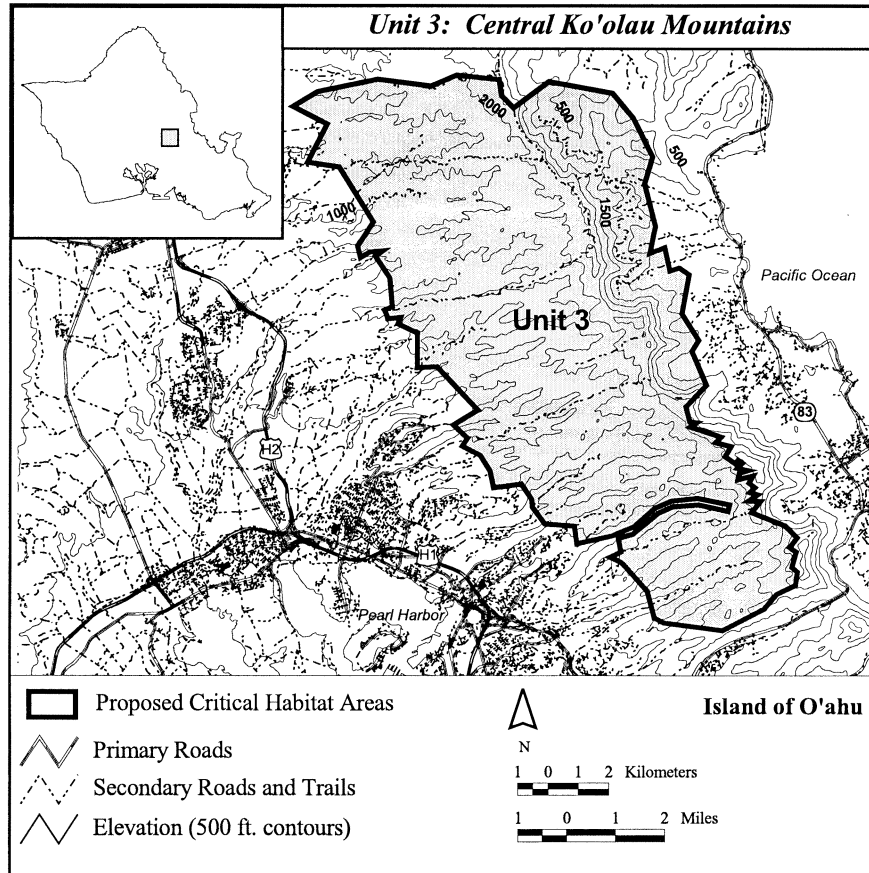 Unit 3: Central Ko'olau Mountains
2000
500
500
1000
1500
Pacific Ocean
Unit 3
83
H2
H1
Pearl Harbor
Proposed Critical Habitat Areas
Primary Roads
Secondary Roads and Trails
Elevation (500 ft. contours)
N
1 0 1 2 Kilometers
1 0 1 2 Miles
Island of O'ahu